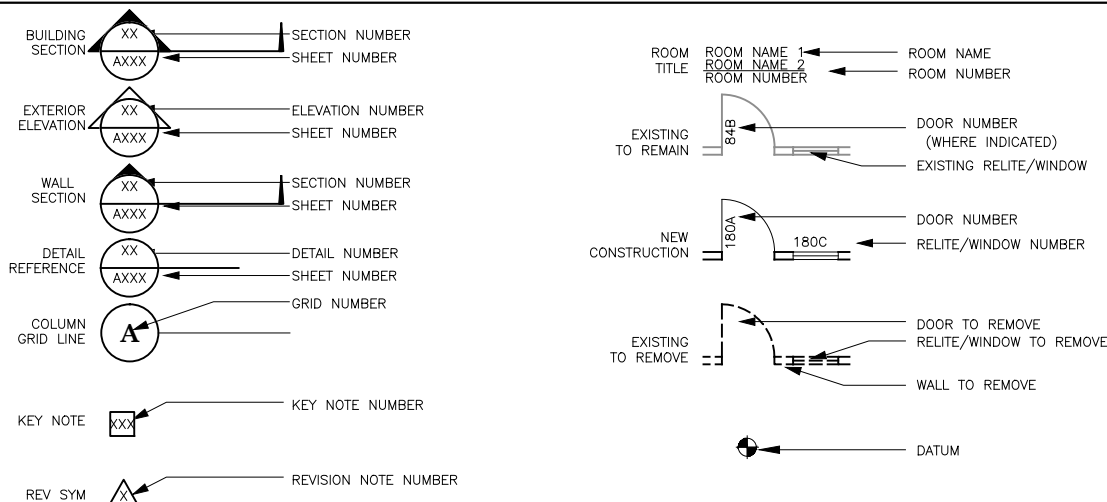 BUILDING
SECTION
XX
AXXX
SECTION NUMBER
SHEET NUMBER
EXTERIOR
ELEVATION
XX
AXXX
ELEVATION NUMBER
SHEET NUMBER
WALL
SECTION
XX
AXXX
SECTION NUMBER
SHEET NUMBER
DETAIL
REFERENCE
XX
AXXX
DETAIL NUMBER
SHEET NUMBER
COLUMN
GRID LINE
A
GRID NUMBER
KEY NOTE
XXX
KEY NOTE NUMBER
REV SYM
X
REVISION NOTE NUMBER
ROOM
TITLE
ROOM NAME 1
ROOM NAME 2
ROOM NUMBER
ROOM NAME
ROOM NUMBER
EXISTING
TO REMAIN
84B
DOOR NUMBER
(WHERE INDICATED)
EXISTING RELITE/WINDOW
NEW
CONSTRUCTION
180A
180C
DOOR NUMBER
RELITE/WINDOW NUMBER
EXISTING
TO REMOVE
DOOR TO REMOVE
RELITE/WINDOW TO REMOVE
WALL TO REMOVE
DATUM